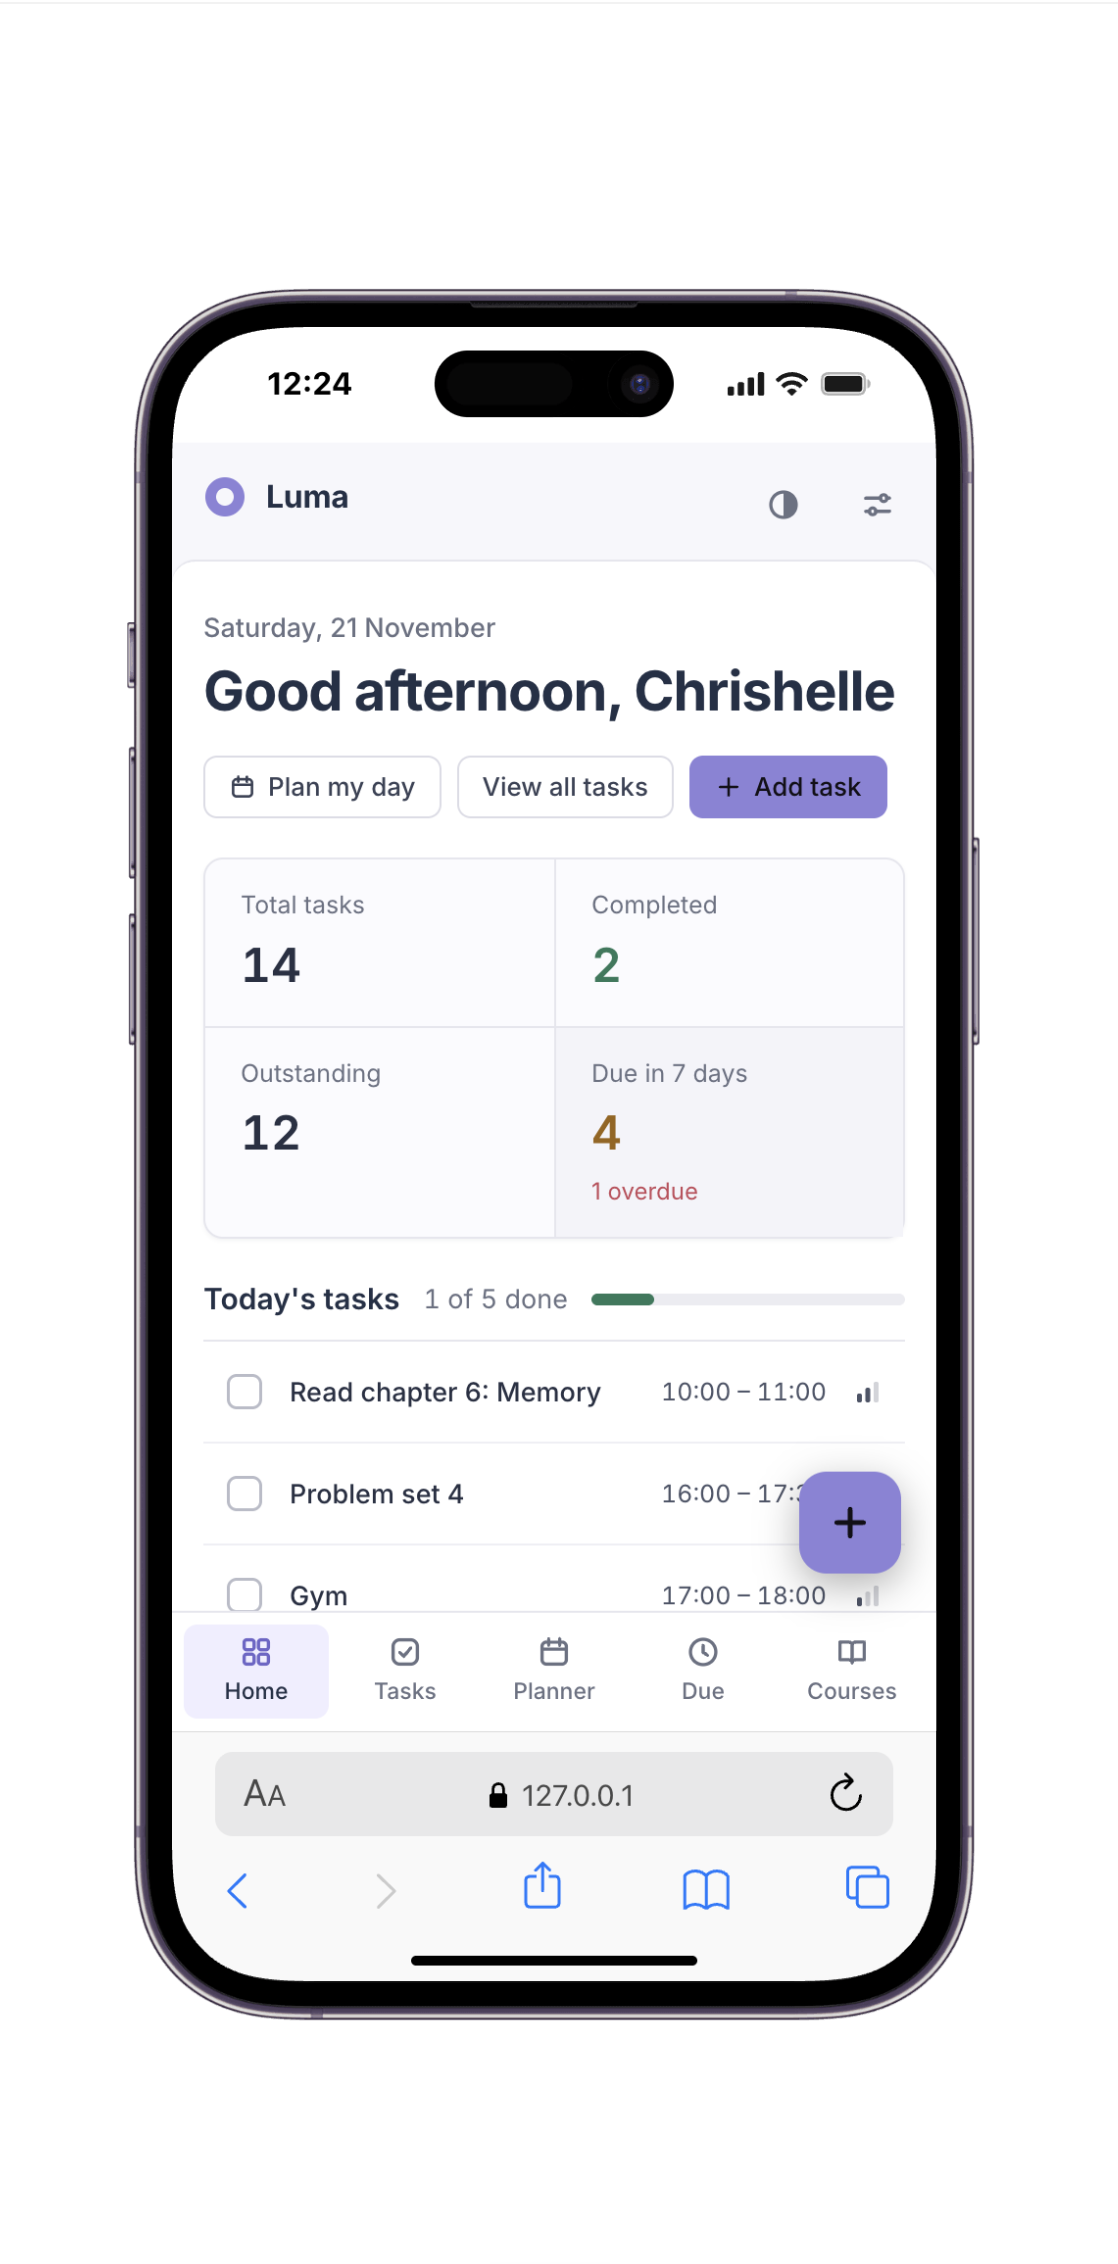 12:24
Luma
Saturday, 21 November
Good afternoon, Chrishelle
Plan my day
View all tasks
+ Add task
Total tasks
14
Completed
2
Outstanding
12
Due in 7 days
4
1 overdue
Today's tasks 1 of 5 done
Read chapter 6: Memory 10:00 – 11:00
Problem set 4 16:00 – 17:
Gym 17:00 – 18:00
Home
Tasks
Planner
Due
Courses
AA 127.0.0.1